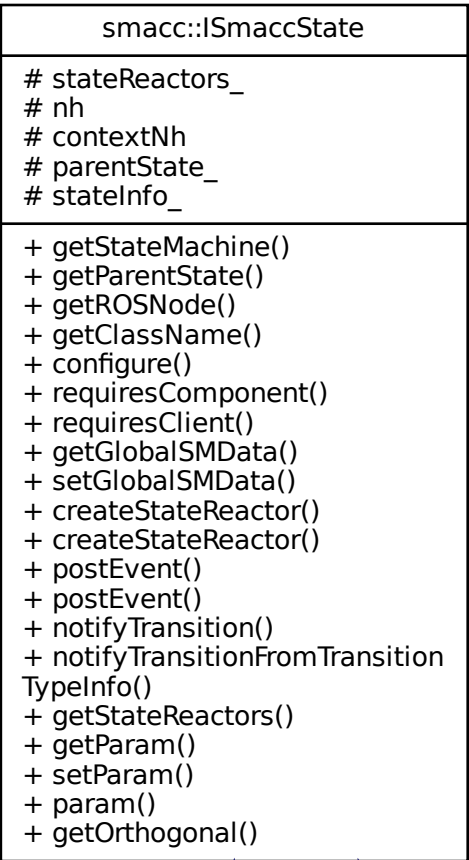 smacc::ISmaccState
# stateReactors_
# nh
# contextNh
# parentState_
# stateInfo_
+ getStateMachine()
+ getParentState()
+ getROSNode()
+ getClassName()
+ configure()
+ requiresComponent()
+ requiresClient()
+ getGlobalSMData()
+ setGlobalSMData()
+ createStateReactor()
+ createStateReactor()
+ postEvent()
+ postEvent()
+ notifyTransition()
+ notifyTransitionFromTransition
TypeInfo()
+ getStateReactors()
+ getParam()
+ setParam()
+ param()
+ getOrthogonal()